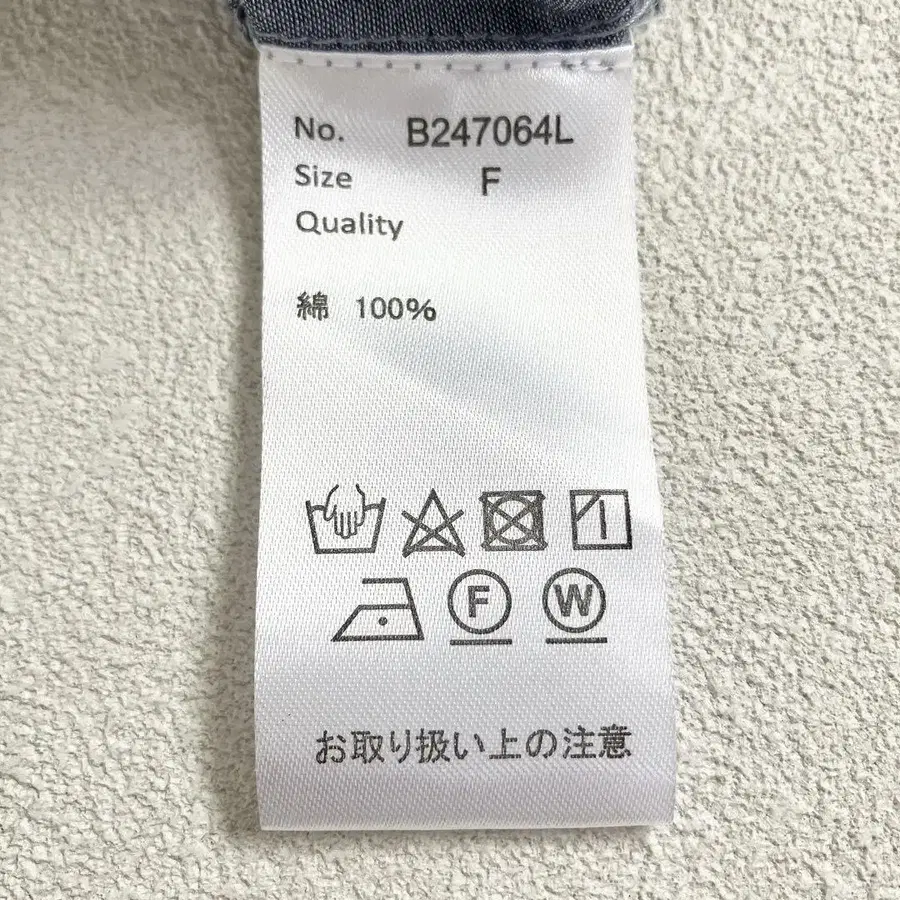 No. B247064L
Size F
Quality
綿 100%
F W
お取り扱い上の注意